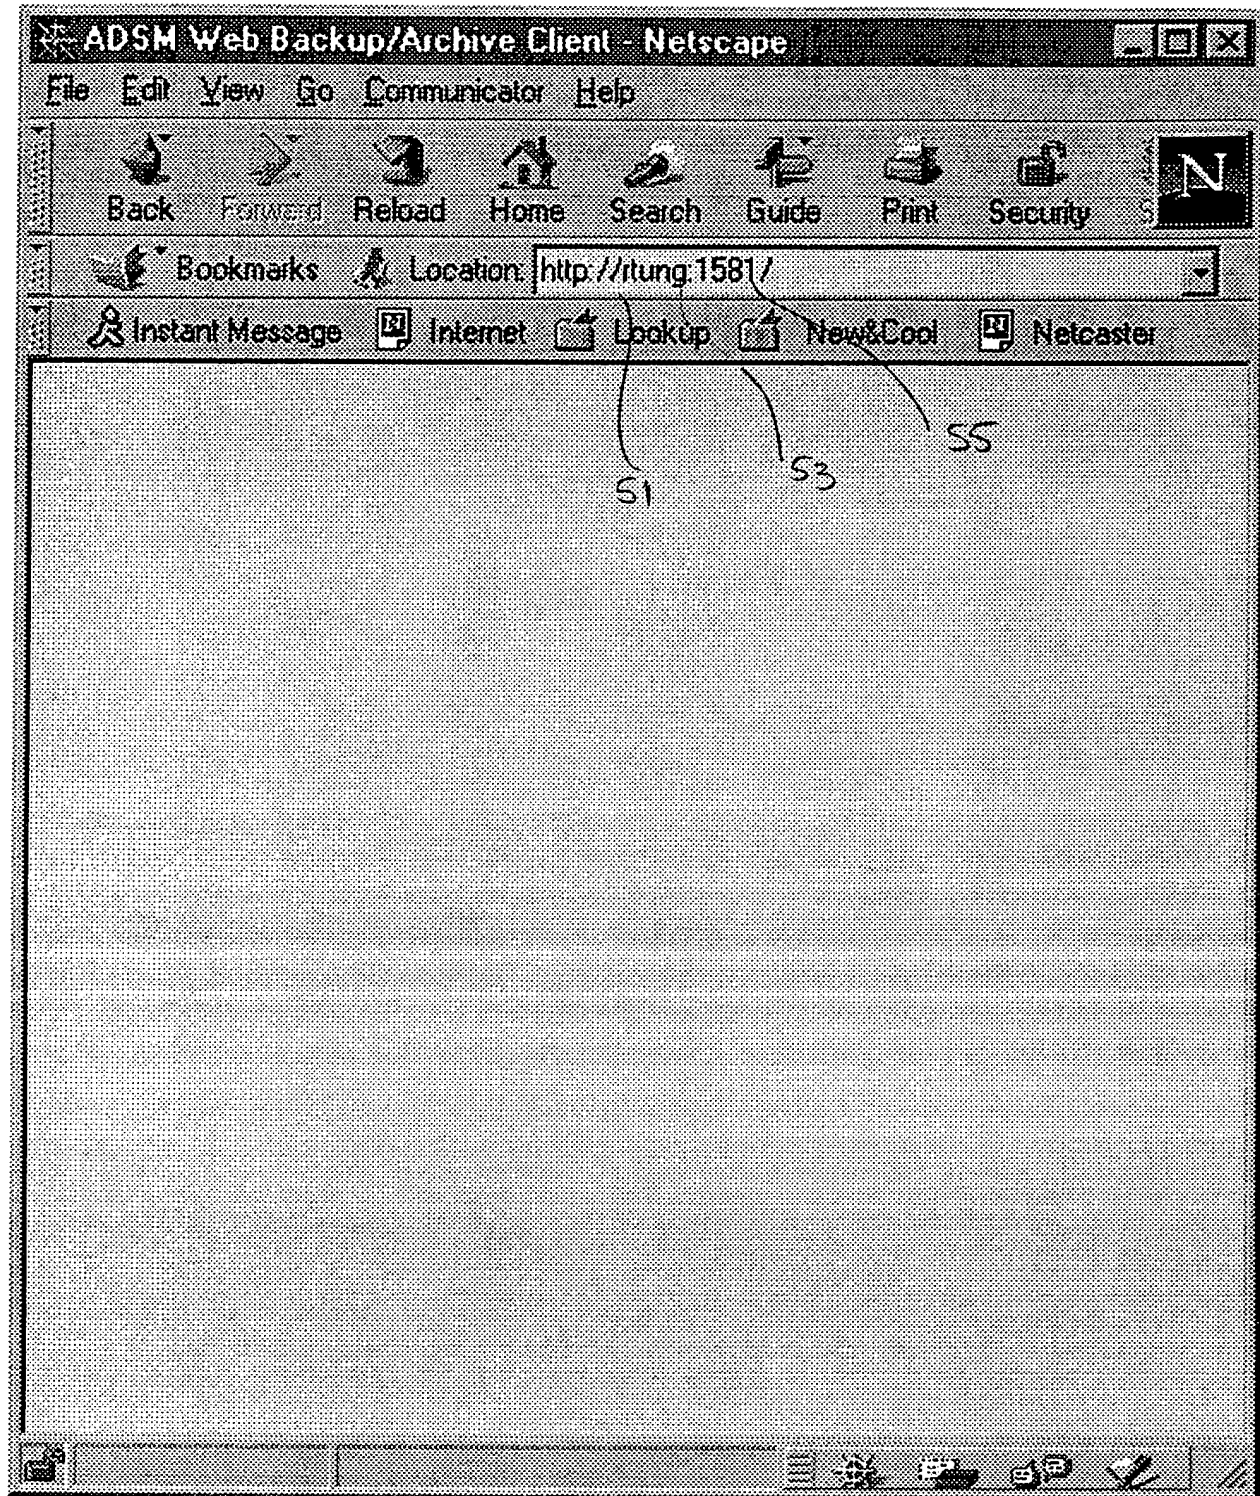 ADSM Web Backup/Archive Client - Netscape
File Edit View Go Communicator Help
Back Forward Reload Home Search Guide Print Security S
N
Bookmarks Location: http://itung:1581/
Instant Message Internet Lookup New&Cool Netcaster
51
53
55